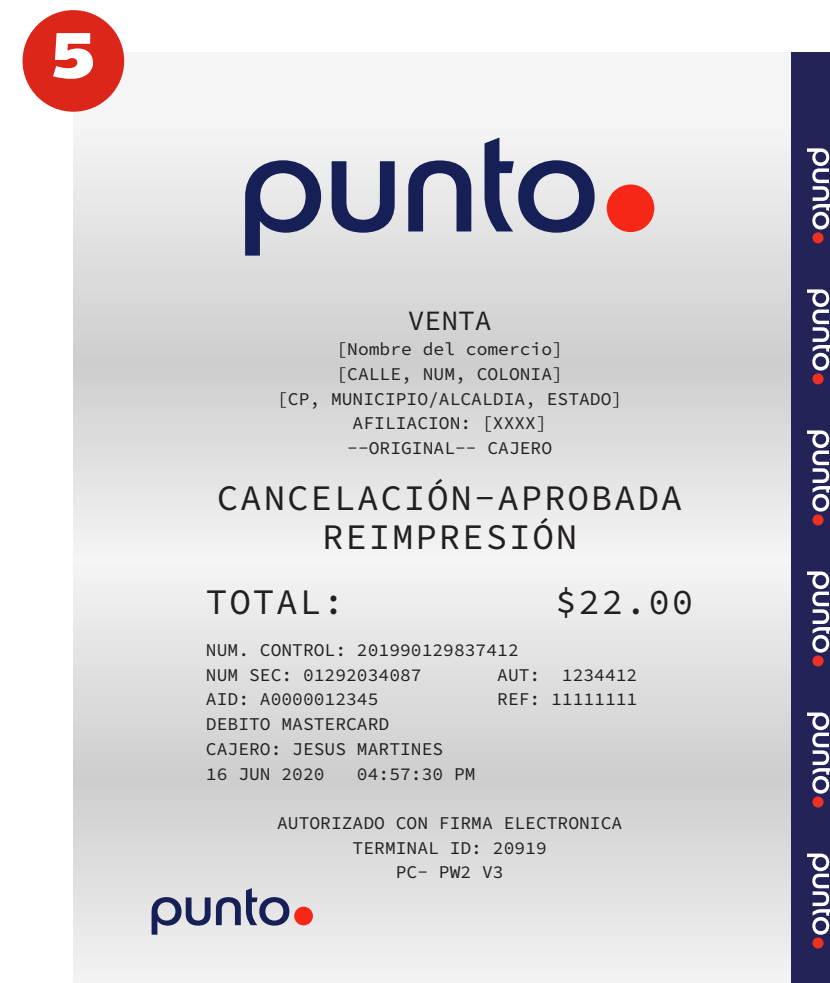 5
punto.
VENTA
[Nombre del comercio]
[CALLE, NUM, COLONIA]
[CP, MUNICIPIO/ALCALDIA, ESTADO]
AFILIACION: [XXXX]
--ORIGINAL-- CAJERO
CANCELACIÓN-APROBADA
REIMPRESIÓN
TOTAL: $22.00
NUM. CONTROL: 201990129837412
NUM SEC: 01292034087 AUT: 1234412
AID: A0000012345 REF: 11111111
DEBITO MASTERCARD
CAJERO: JESUS MARTINES
16 JUN 2020 04:57:30 PM
AUTORIZADO CON FIRMA ELECTRONICA
TERMINAL ID: 20919
PC- PW2 V3
punto.
punto.
punto.
punto.
punto.
punto.
punto.